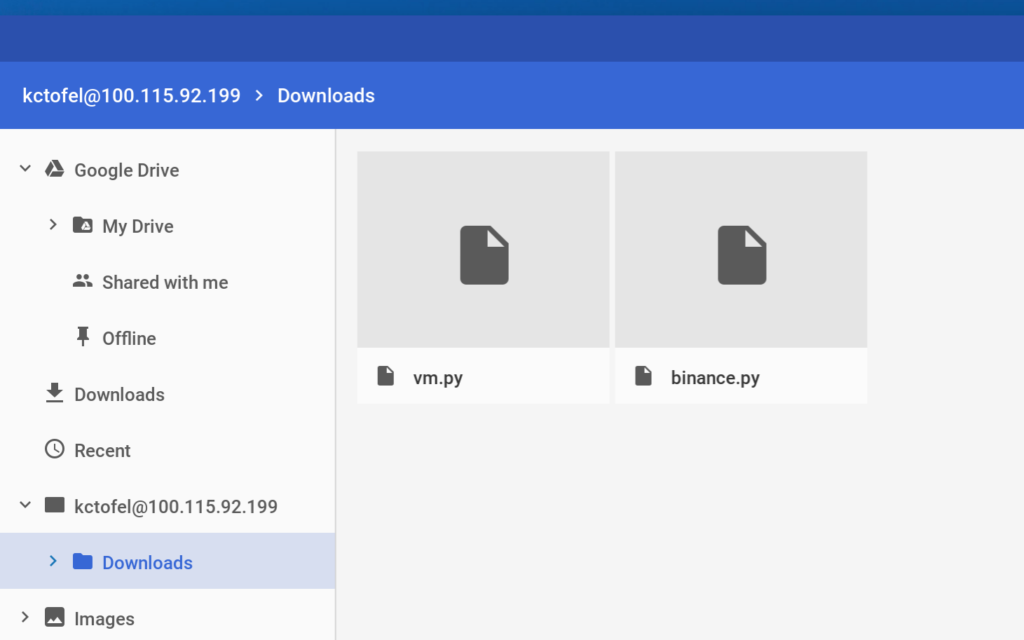 kctofel@100.115.92.199 > Downloads
Google Drive
My Drive
Shared with me
Offline
Downloads
Recent
kctofel@100.115.92.199
Downloads
Images
vm.py
binance.py